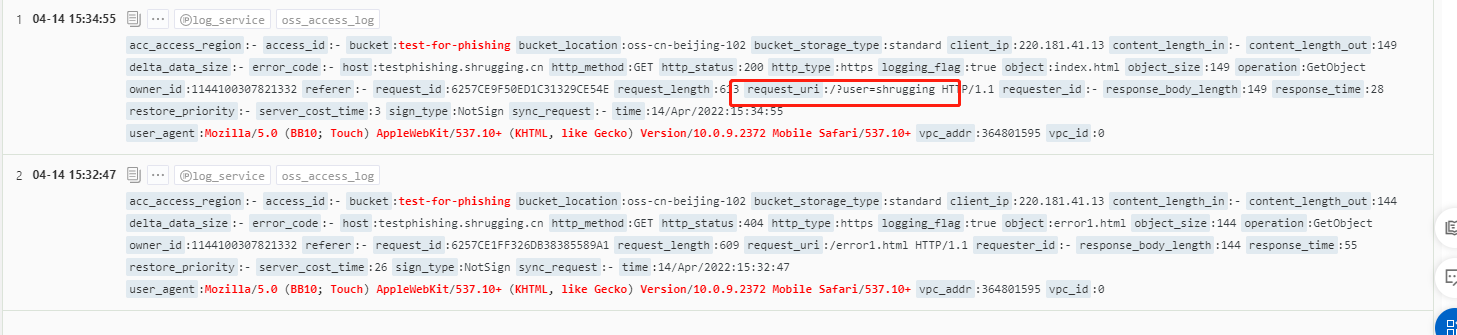 1 04-14 15:34:55 ... log_service oss_access_log
acc_access_region :- access_id :- bucket :test-for-phishing bucket_location :oss-cn-beijing-102 bucket_storage_type :standard client_ip :220.181.41.13 content_length_in :- content_length_out :149
delta_data_size :- error_code :- host :testphishing.shrugging.cn http_method :GET http_status :200 http_type :https logging_flag :true object :index.html object_size :149 operation :GetObject
owner_id :1144100307821332 referer :- request_id :6257CE9F50ED1C31329CE54E request_length :613 request_uri :/?user=shrugging HTTP/1.1 requester_id :- response_body_length :149 response_time :28
restore_priority :- server_cost_time :3 sign_type :NotSign sync_request :- time :14/Apr/2022:15:34:55
user_agent :Mozilla/5.0 (BB10; Touch) AppleWebKit/537.10+ (KHTML, like Gecko) Version/10.0.9.2372 Mobile Safari/537.10+ vpc_addr :364801595 vpc_id :0
2 04-14 15:32:47 ... log_service oss_access_log
acc_access_region :- access_id :- bucket :test-for-phishing bucket_location :oss-cn-beijing-102 bucket_storage_type :standard client_ip :220.181.41.13 content_length_in :- content_length_out :144
delta_data_size :- error_code :- host :testphishing.shrugging.cn http_method :GET http_status :404 http_type :https logging_flag :true object :error1.html object_size :144 operation :GetObject
owner_id :1144100307821332 referer :- request_id :6257CE1FF326DB38385589A1 request_length :609 request_uri :/error1.html HTTP/1.1 requester_id :- response_body_length :144 response_time :55
restore_priority :- server_cost_time :26 sign_type :NotSign sync_request :- time :14/Apr/2022:15:32:47
user_agent :Mozilla/5.0 (BB10; Touch) AppleWebKit/537.10+ (KHTML, like Gecko) Version/10.0.9.2372 Mobile Safari/537.10+ vpc_addr :364801595 vpc_id :0